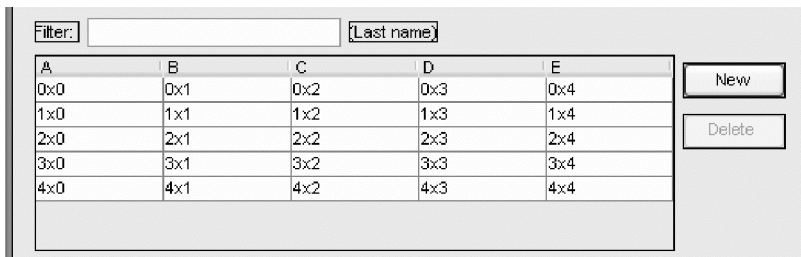 Filter: (Last name)
A B C D E
0x0 0x1 0x2 0x3 0x4
1x0 1x1 1x2 1x3 1x4
2x0 2x1 2x2 2x3 2x4
3x0 3x1 3x2 3x3 3x4
4x0 4x1 4x2 4x3 4x4
New
Delete